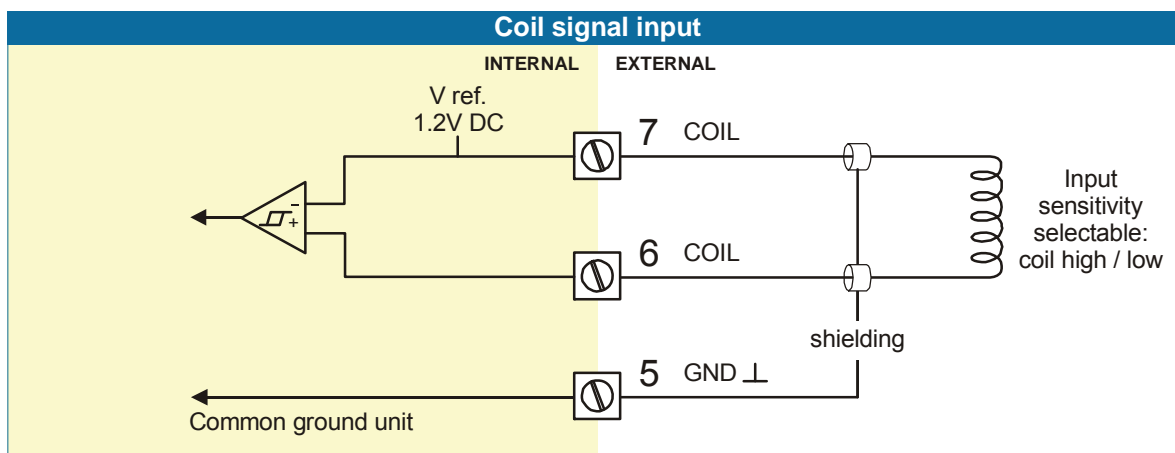 Coil signal input
INTERNAL
EXTERNAL
V ref.
1.2V DC
7 COIL
-
+
6 COIL
Input
sensitivity
selectable:
coil high / low
shielding
5 GND ⊥
Common ground unit